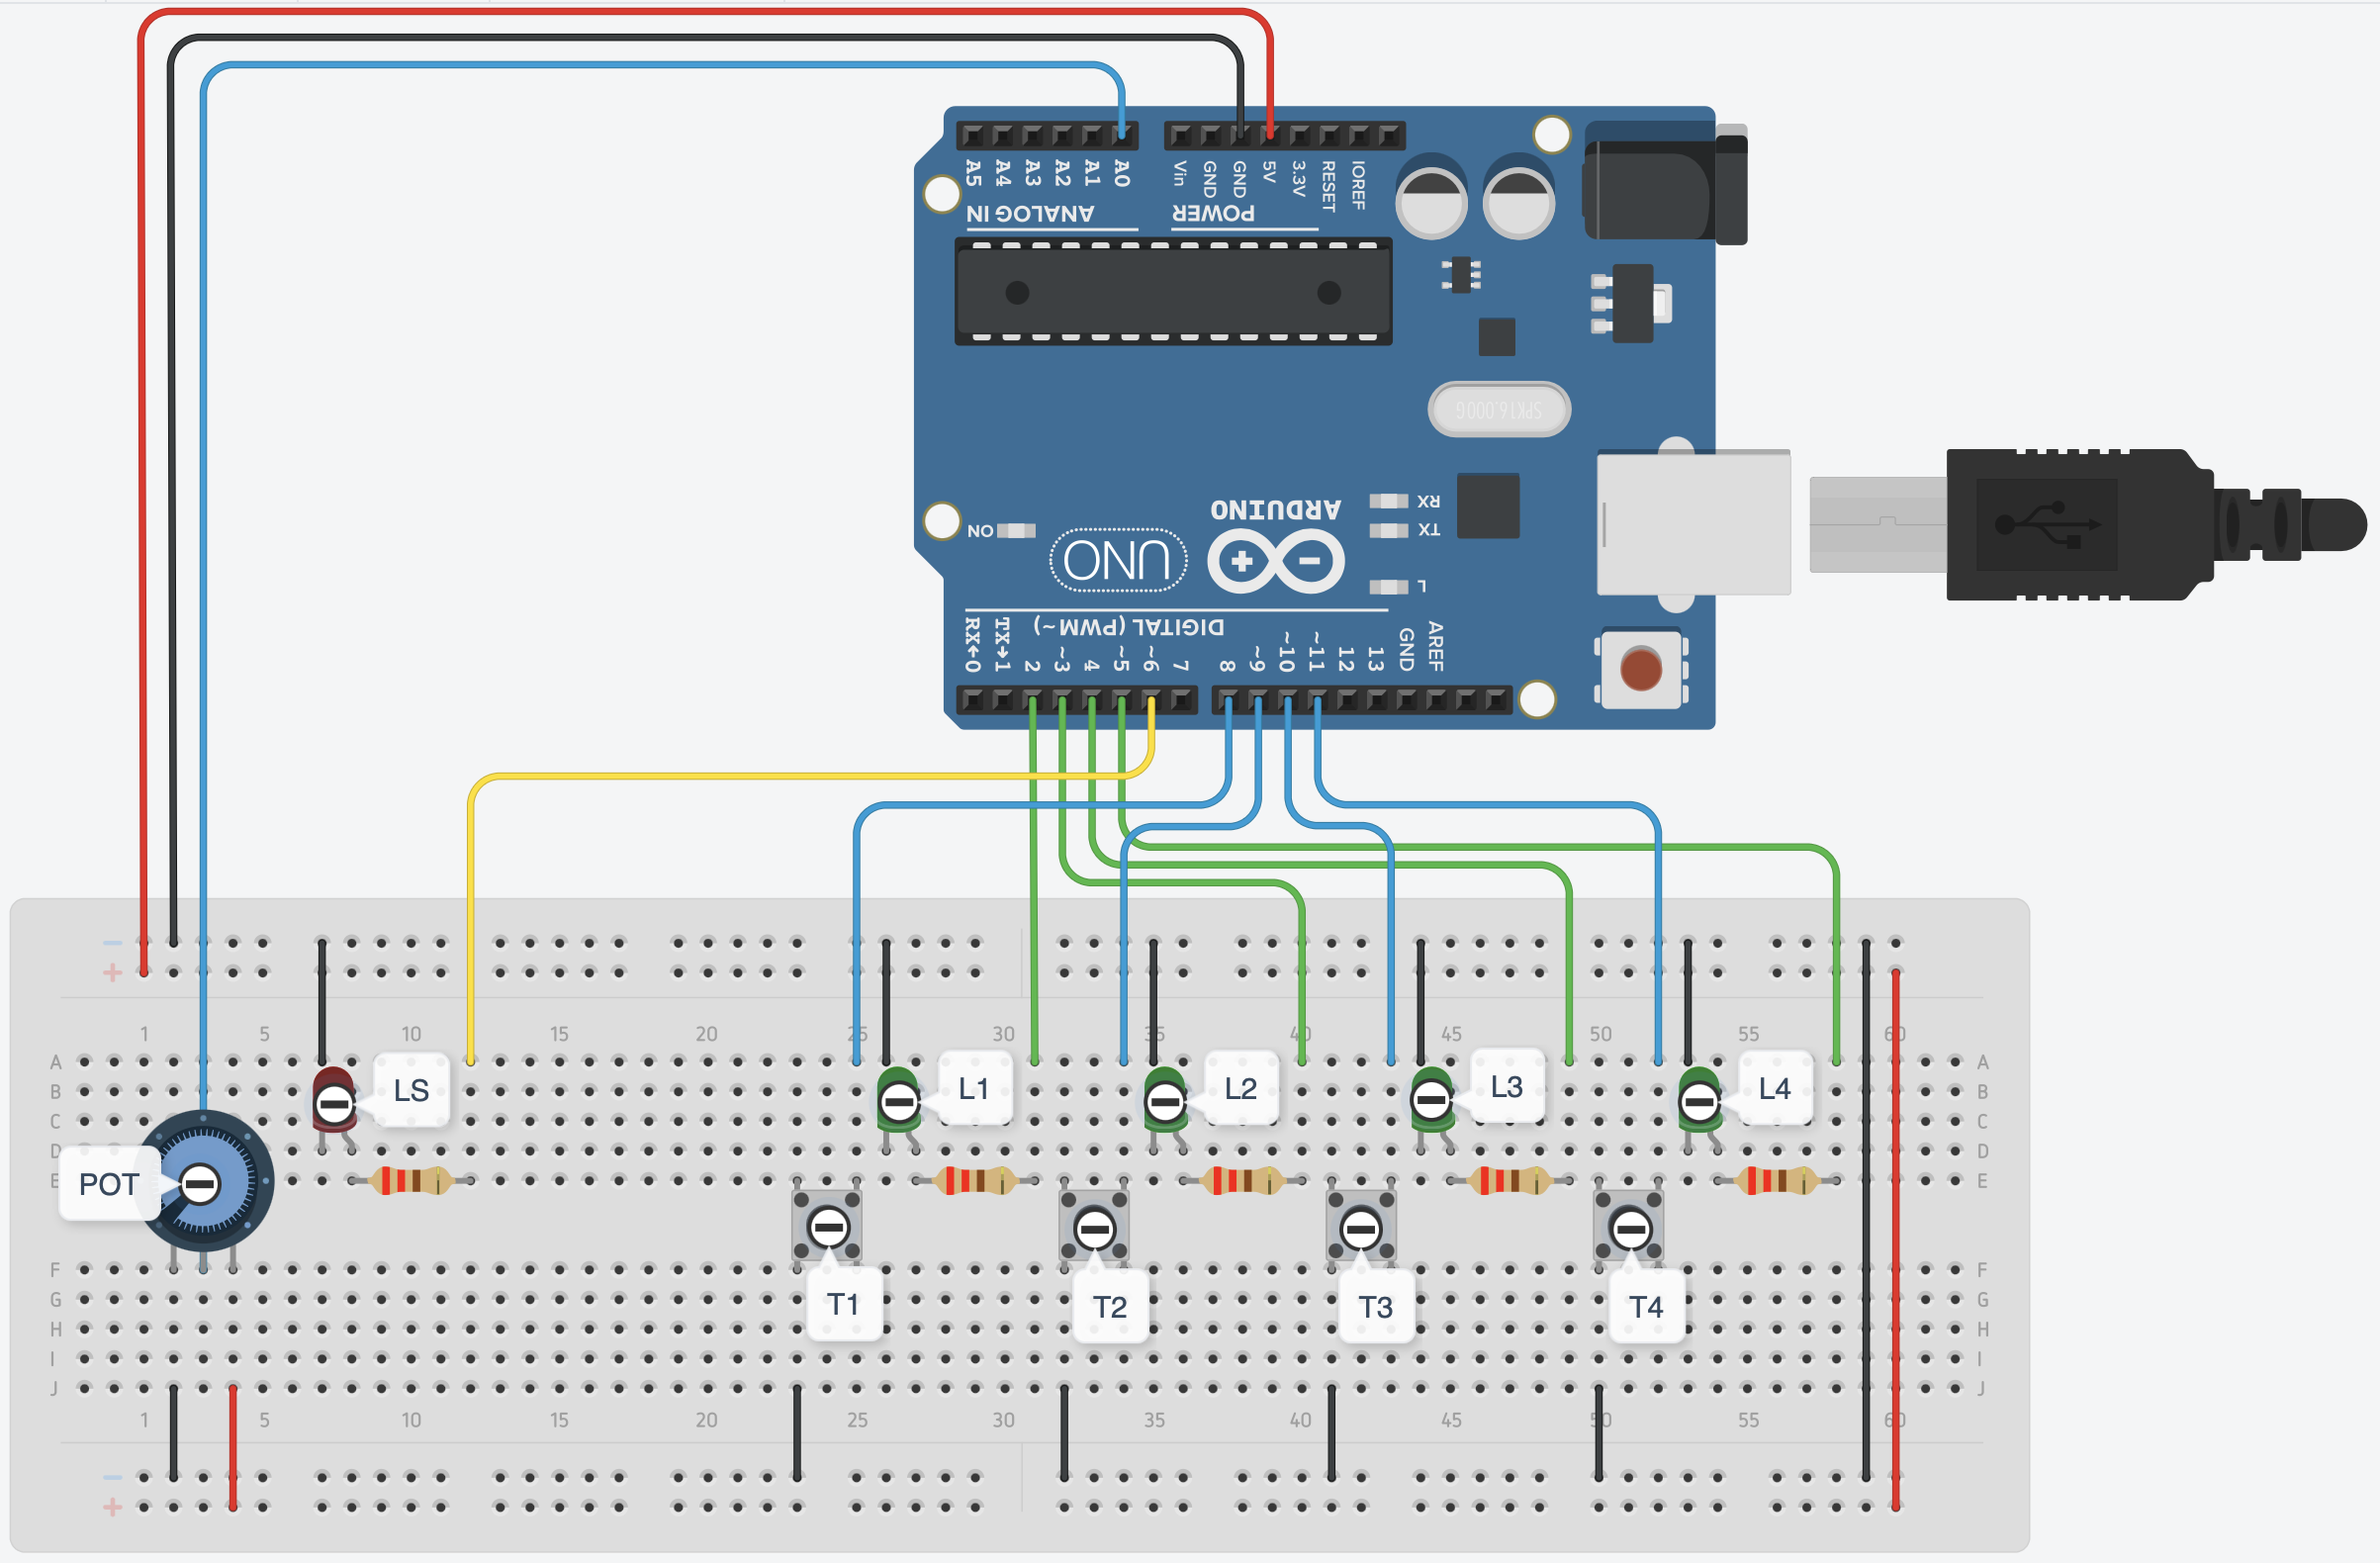 A5 A4 A3 A2 A1 A0 Vin GND GND 5V 3.3V RESET IOREF
ANALOG IN POWER
SPK16.000G
RX
TX
ON
ARDUINO
UNO
L
DIGITAL (PWM~)
RX←0 TX→1 2 ~3 4 ~5 ~6 7 8 ~9 ~10 ~11 12 13 GND AREF
1 5 10 15 20 25 30 35 40 45 50 55 60
A A
B B
C C
D D
E E
LS
L1
L2
L3
L4
POT
T1
T2
T3
T4
F F
G G
H H
I I
J J
1 5 10 15 20 25 30 35 40 45 50 55 60